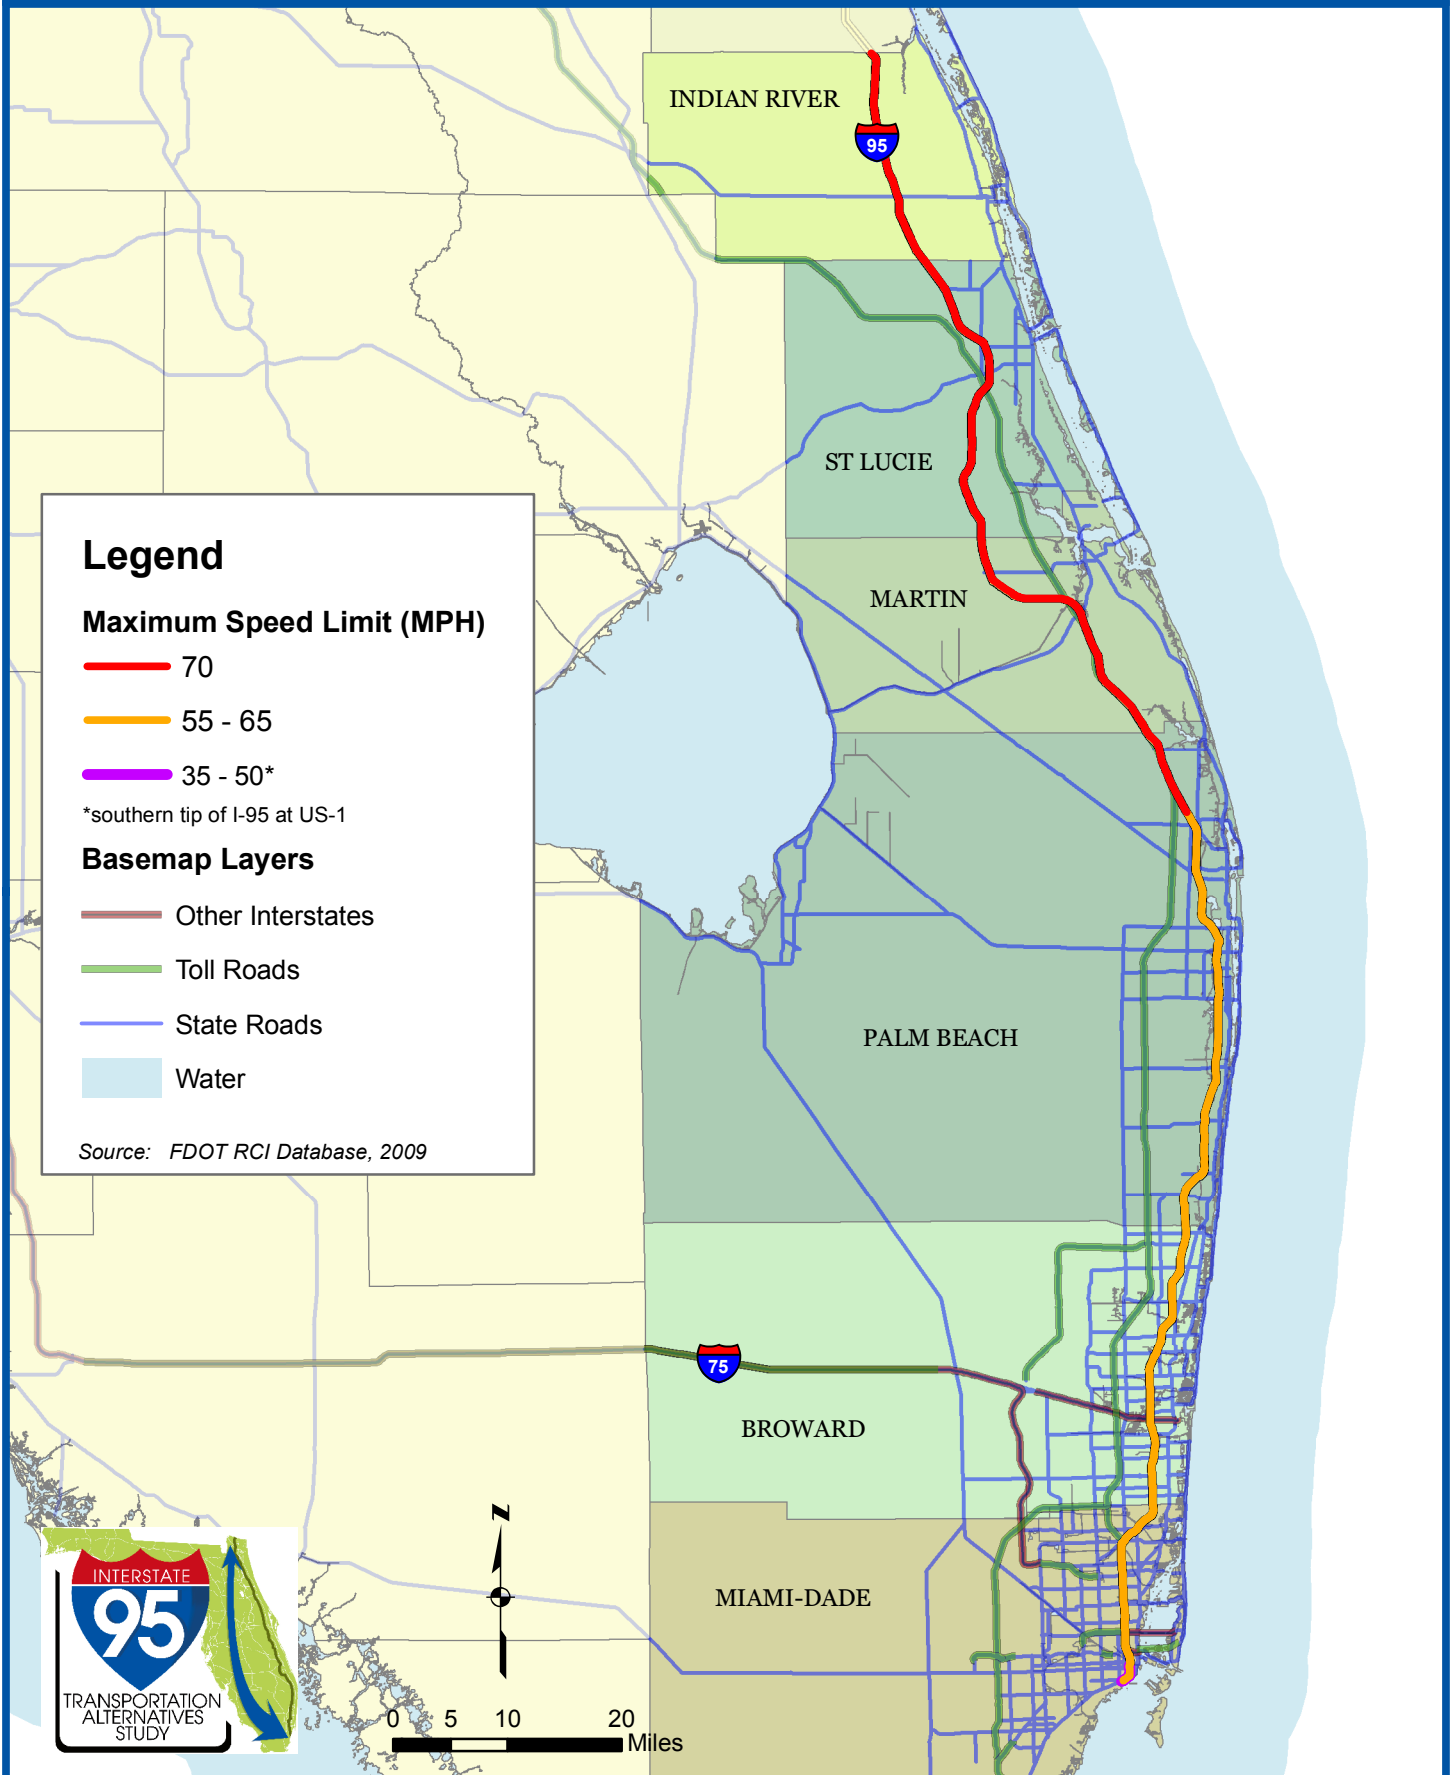 INDIAN RIVER
95
ST LUCIE
MARTIN
Legend
Maximum Speed Limit (MPH)
70
55 - 65
35 - 50*
*southern tip of I-95 at US-1
Basemap Layers
Other Interstates
Toll Roads
State Roads
Water
Source: FDOT RCI Database, 2009
PALM BEACH
75
BROWARD
MIAMI-DADE
N
INTERSTATE
95
TRANSPORTATION
ALTERNATIVES
STUDY
0 5 10 20
Miles